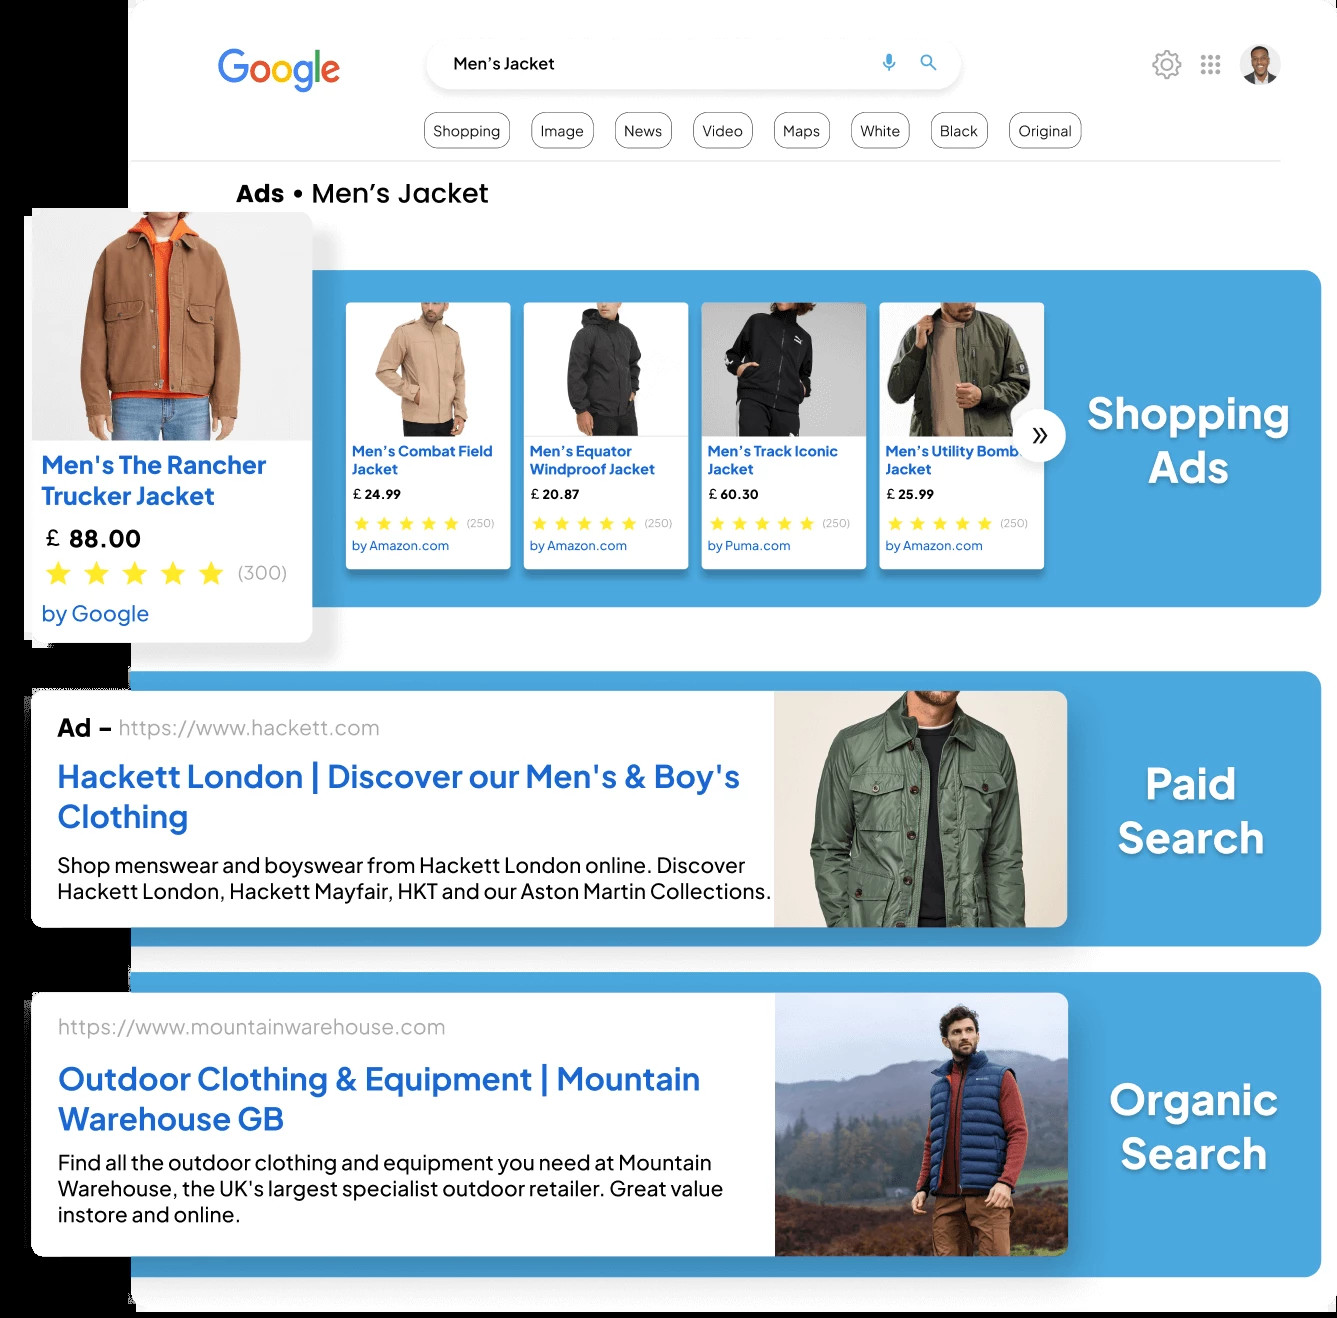 Google
Men's Jacket
Shopping
Image
News
Video
Maps
White
Black
Original
Ads • Men's Jacket
Men's The Rancher
Trucker Jacket
£ 88.00
(300)
by Google
Men's Combat Field
Jacket
£ 24.99
(250)
by Amazon.com
Men's Equator
Windproof Jacket
£ 20.87
(250)
by Amazon.com
Men's Track Iconic
Jacket
£ 60.30
(250)
by Puma.com
Men's Utility Bomb
Jacket
£ 25.99
(250)
by Amazon.com
»
Shopping
Ads
Ad – https://www.hackett.com
Hackett London | Discover our Men's & Boy's
Clothing
Shop menswear and boyswear from Hackett London online. Discover
Hackett London, Hackett Mayfair, HKT and our Aston Martin Collections.
Paid
Search
https://www.mountainwarehouse.com
Outdoor Clothing & Equipment | Mountain
Warehouse GB
Find all the outdoor clothing and equipment you need at Mountain
Warehouse, the UK's largest specialist outdoor retailer. Great value
instore and online.
Organic
Search